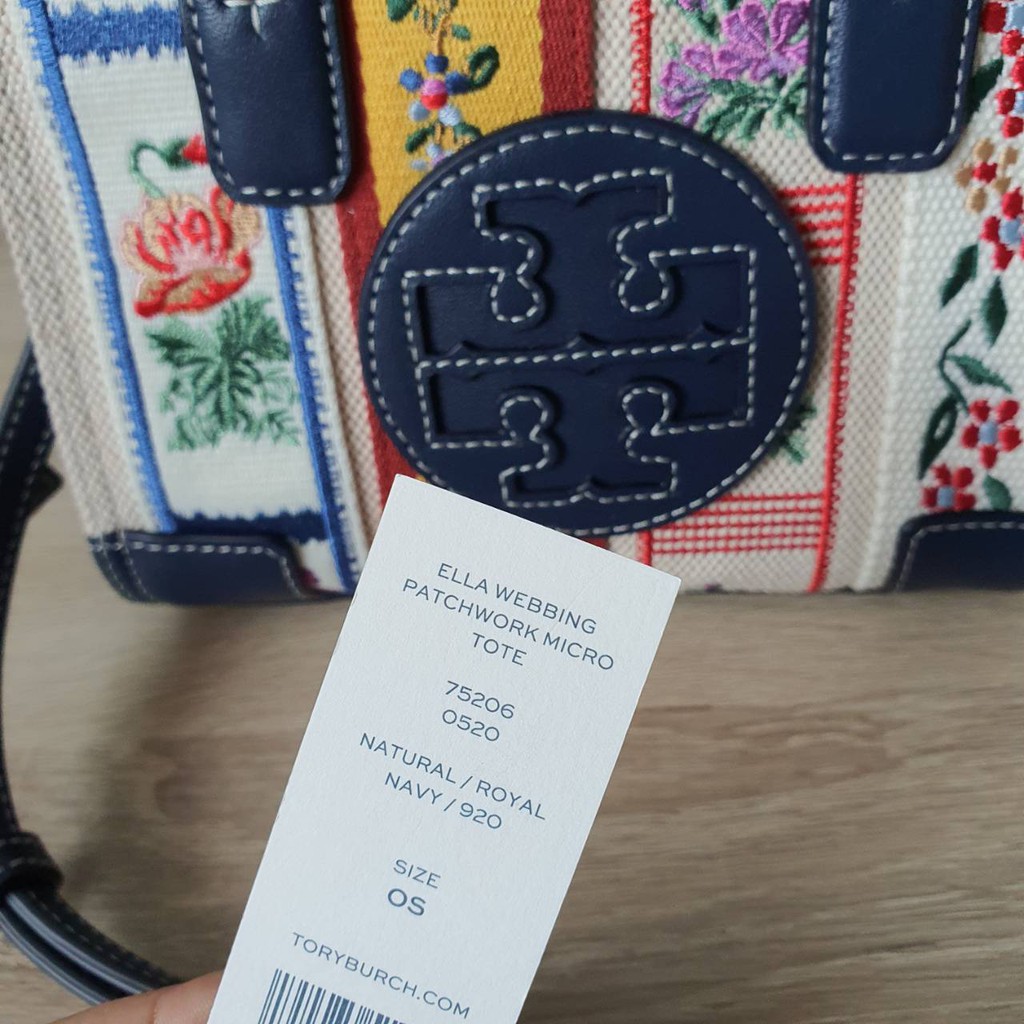 ELLA WEBBING
PATCHWORK MICRO
TOTE
75206
0520
NATURAL / ROYAL
NAVY / 920
SIZE
OS
TORYBURCH.COM